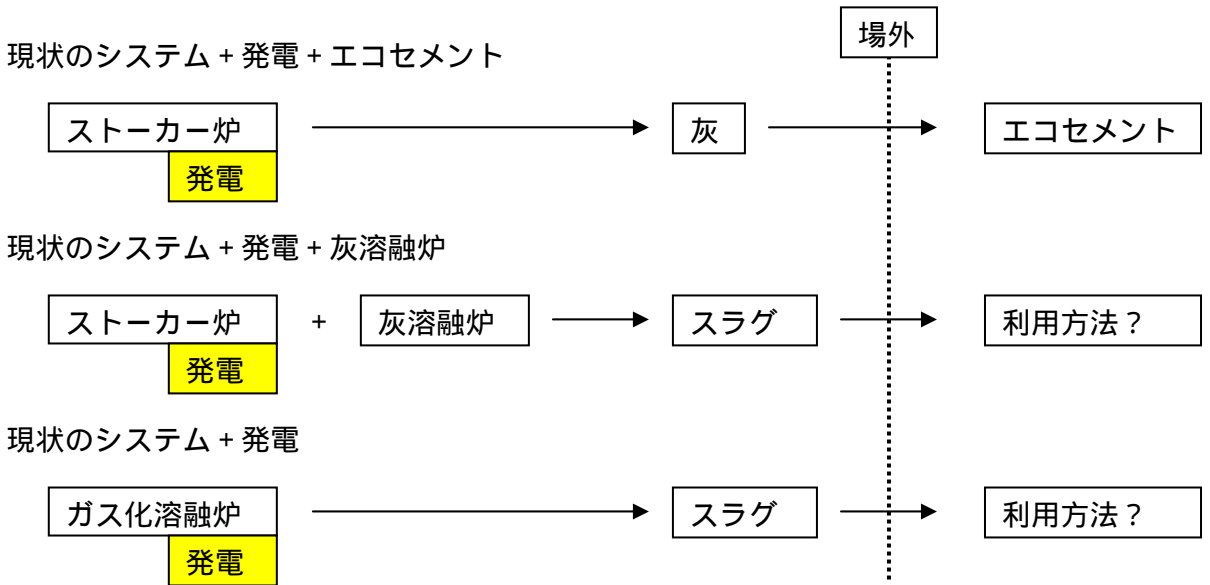 場外
現状のシステム + 発電 + エコセメント
ストーカー炉 灰 エコセメント
発電
現状のシステム + 発電 + 灰溶融炉
ストーカー炉 + 灰溶融炉 スラグ 利用方法？
発電
現状のシステム + 発電
ガス化溶融炉 スラグ 利用方法？
発電